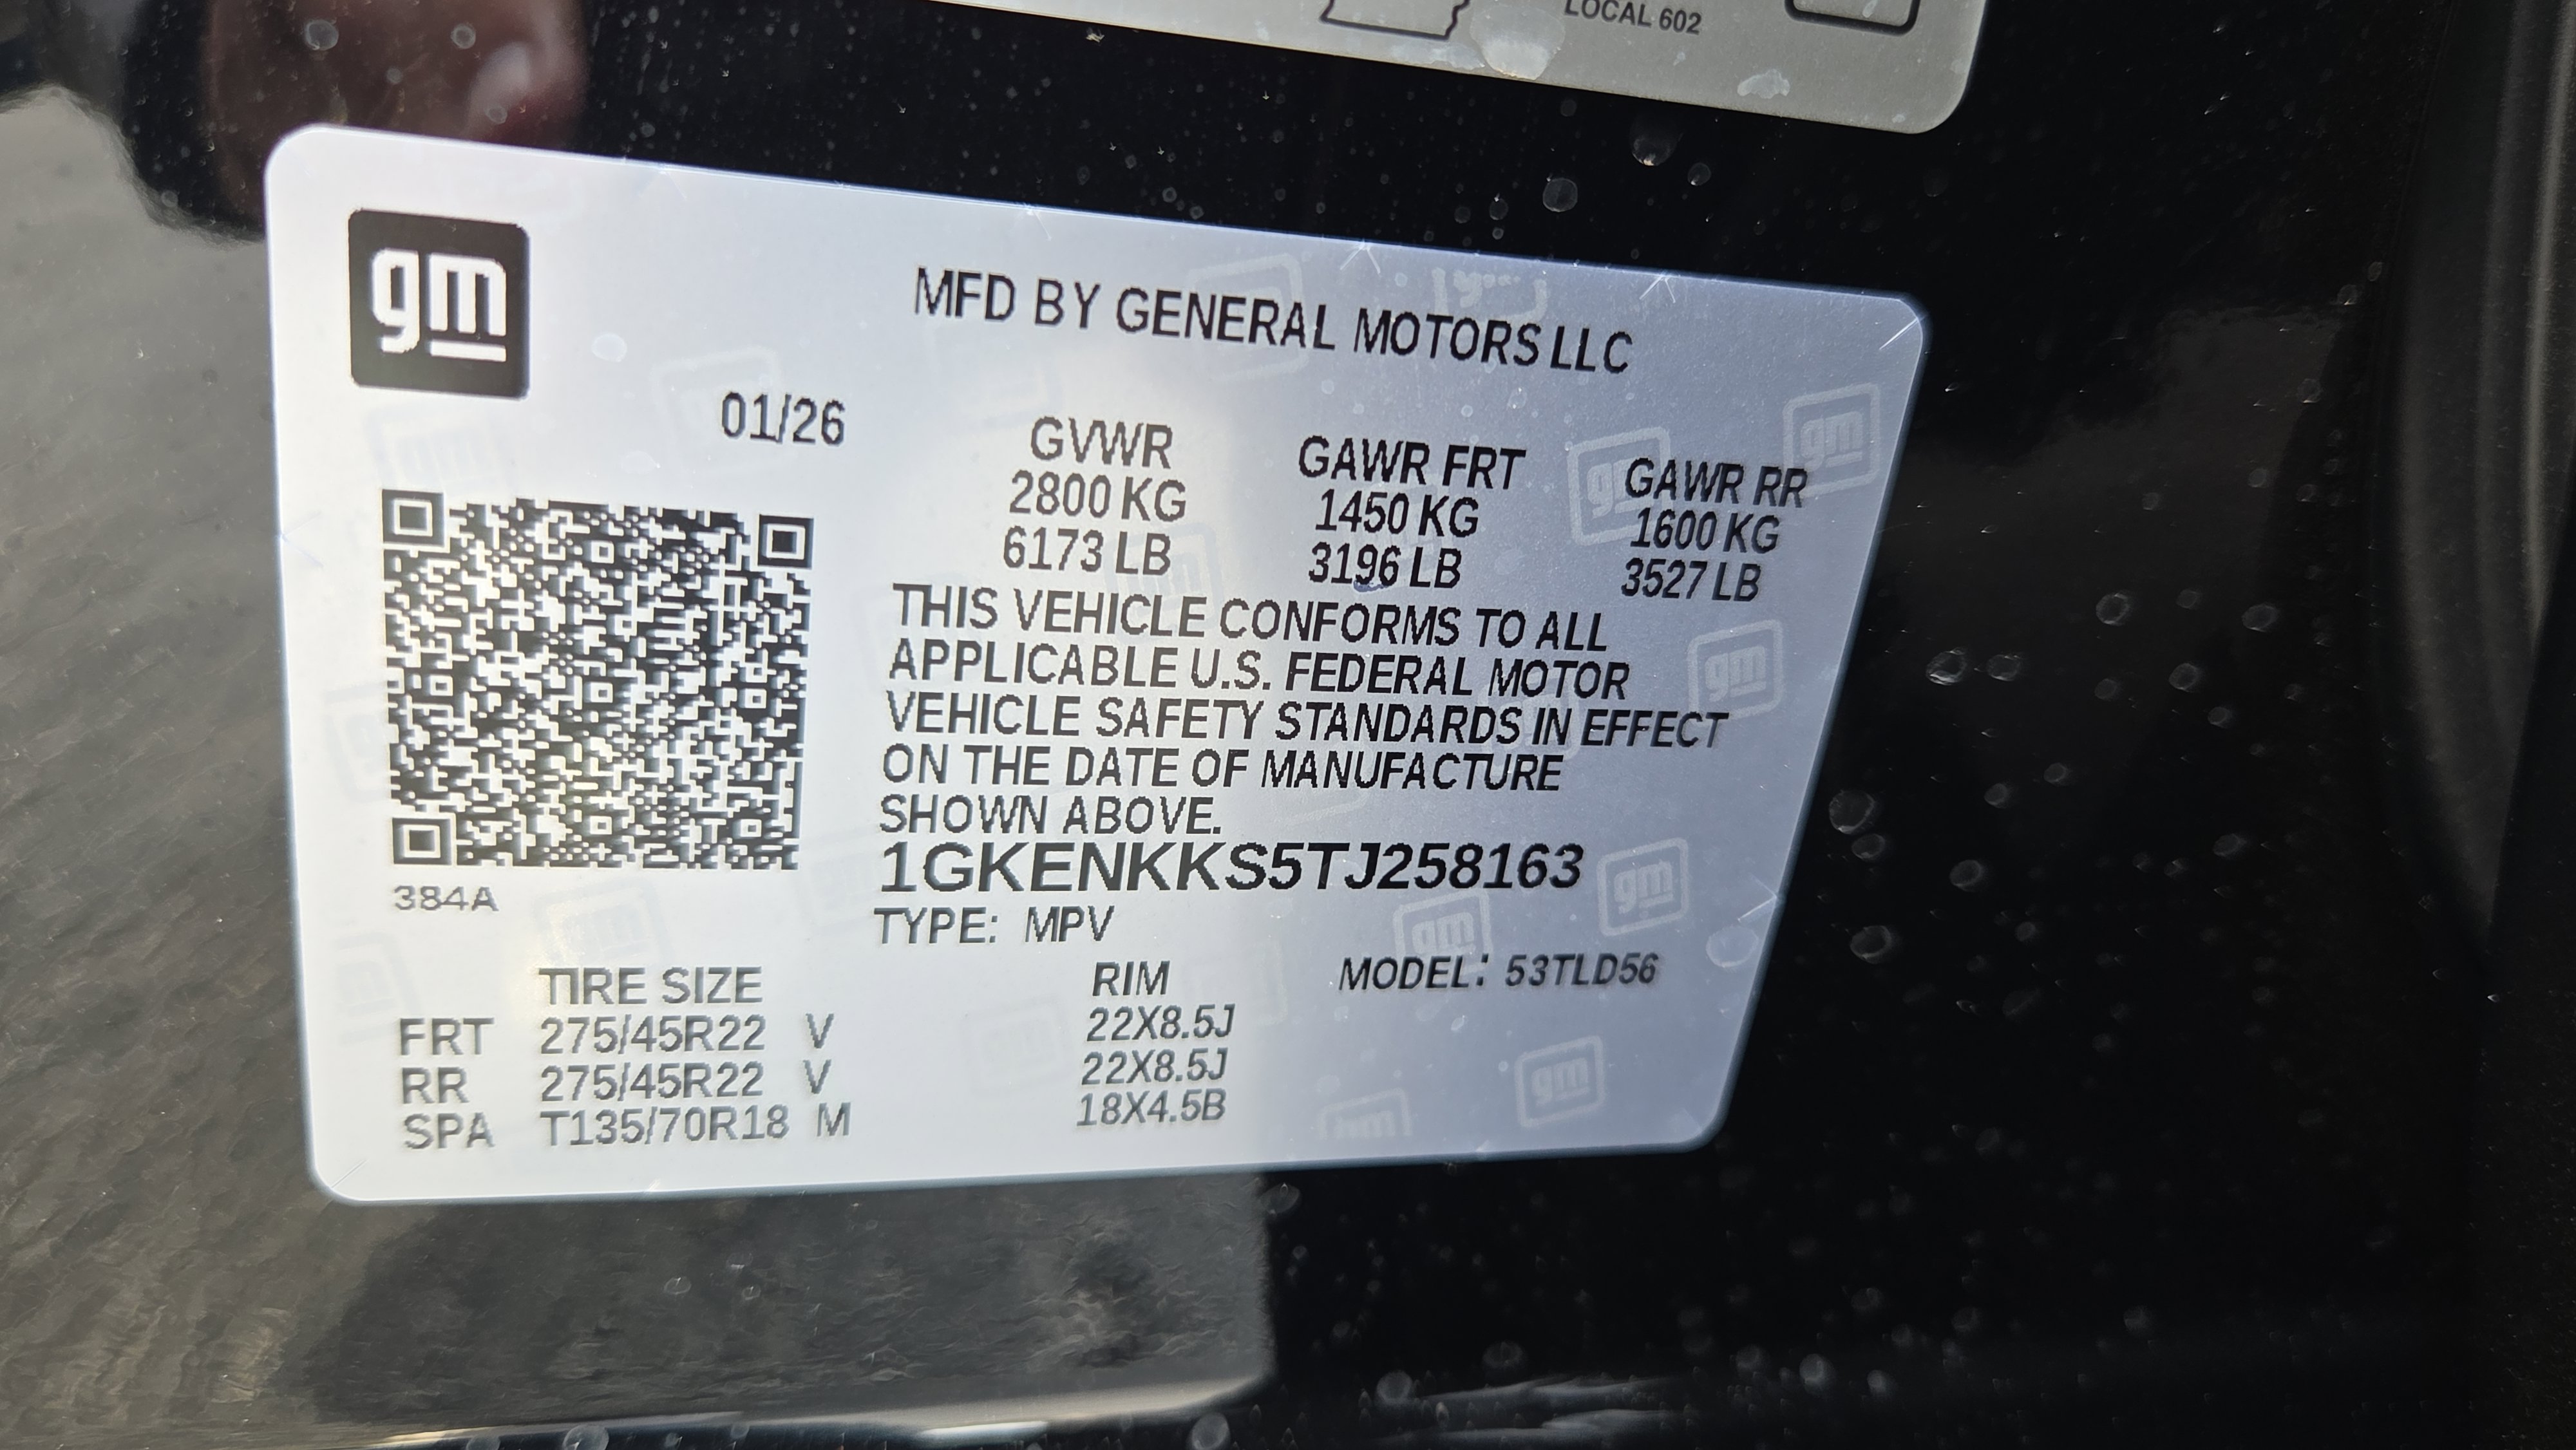 LOCAL 602
gm
MFD BY GENERAL MOTORS LLC
01/26
GVWR GAWR FRT GAWR RR
2800 KG 1450 KG 1600 KG
6173 LB 3196 LB 3527 LB
THIS VEHICLE CONFORMS TO ALL
APPLICABLE U.S. FEDERAL MOTOR
VEHICLE SAFETY STANDARDS IN EFFECT
ON THE DATE OF MANUFACTURE
SHOWN ABOVE.
1GKENKKS5TJ258163
384A
TYPE: MPV
TIRE SIZE RIM MODEL: 53TLD56
FRT 275/45R22 V 22X8.5J
RR 275/45R22 V 22X8.5J
SPA T135/70R18 M 18X4.5B